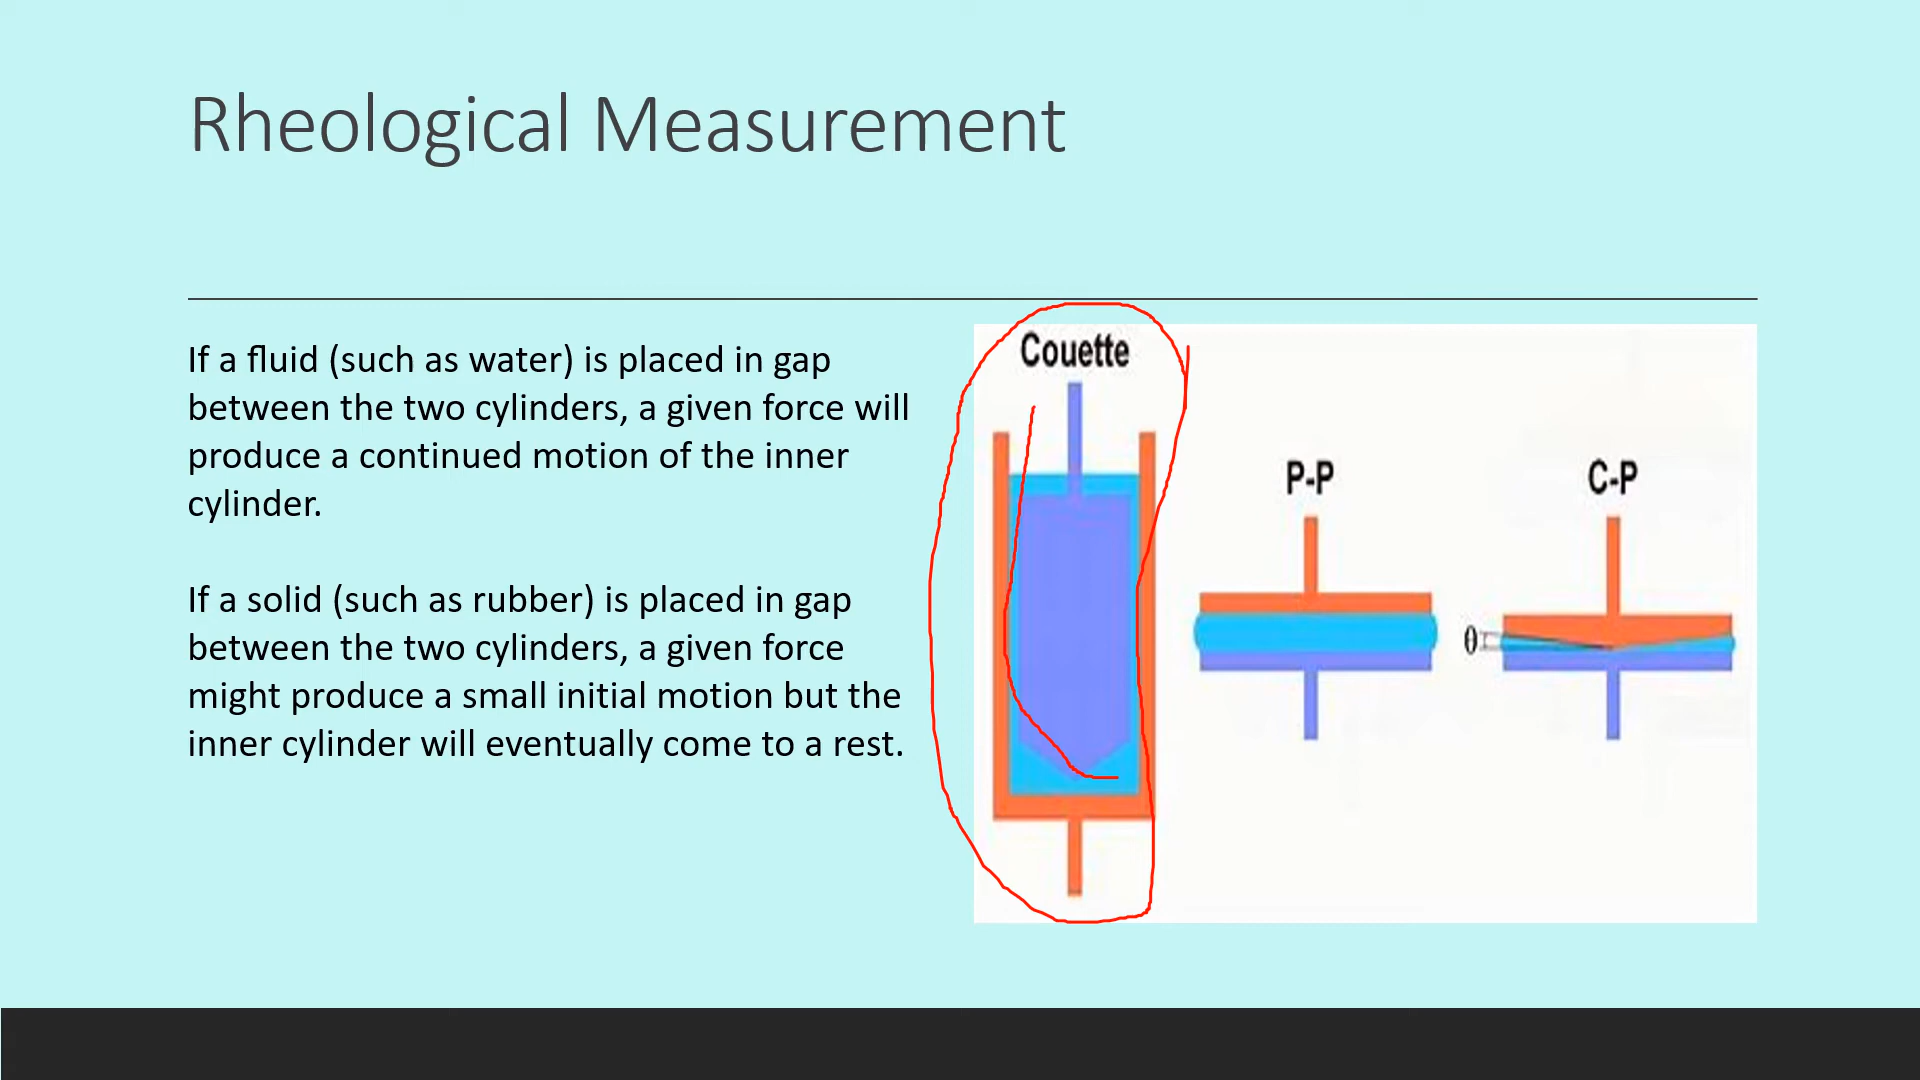 Rheological Measurement
If a fluid (such as water) is placed in gap
between the two cylinders, a given force will
produce a continued motion of the inner
cylinder.
If a solid (such as rubber) is placed in gap
between the two cylinders, a given force
might produce a small initial motion but the
inner cylinder will eventually come to a rest.
Couette
P-P
C-P
θ